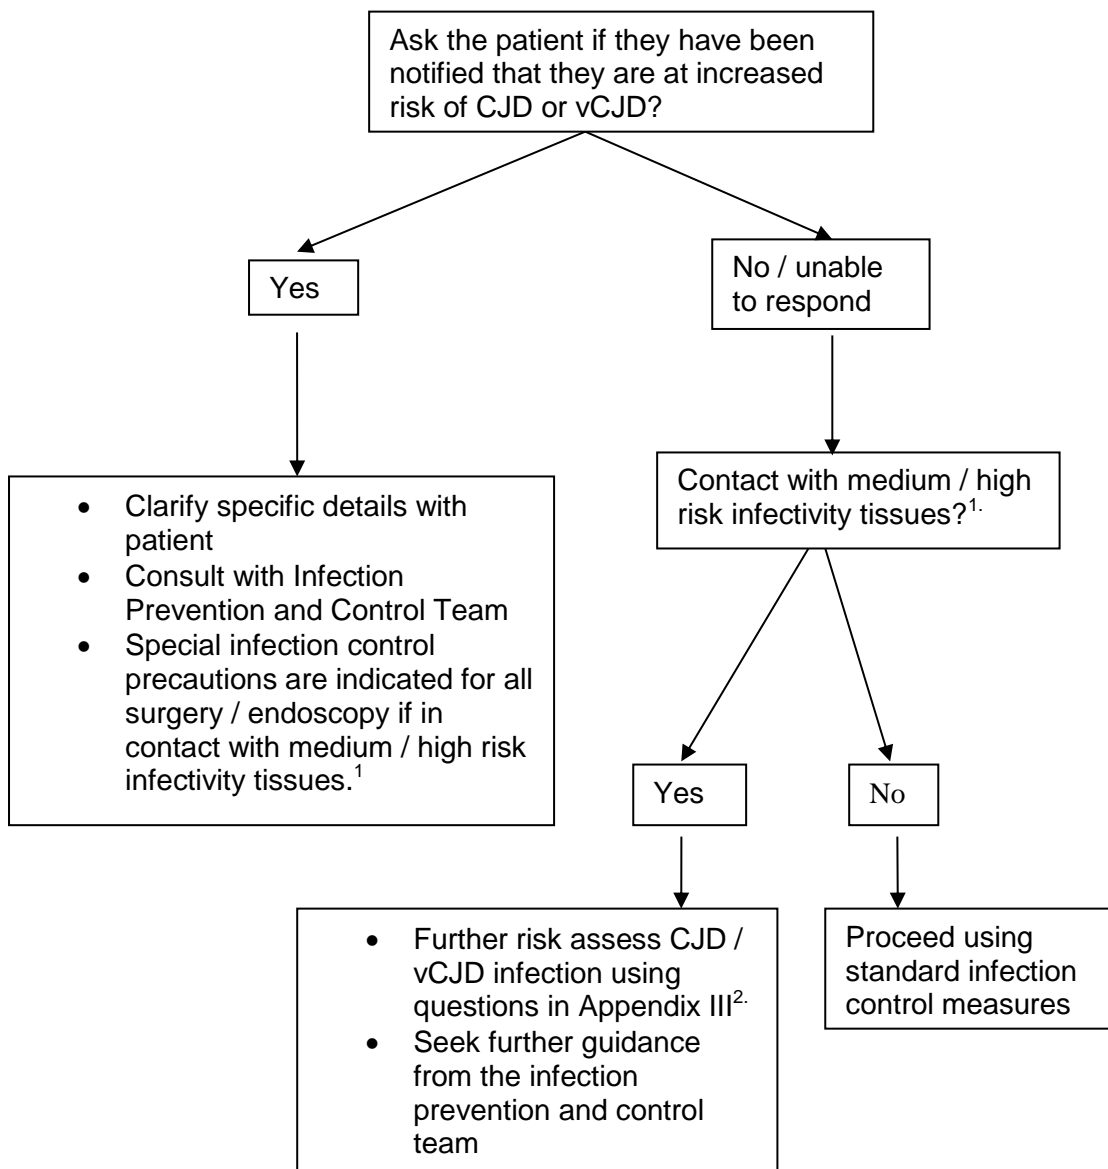 Ask the patient if they have been
notified that they are at increased
risk of CJD or vCJD?
Yes
No / unable
to respond
• Clarify specific details with
patient
• Consult with Infection
Prevention and Control Team
• Special infection control
precautions are indicated for all
surgery / endoscopy if in
contact with medium / high risk
infectivity tissues.¹
Contact with medium / high
risk infectivity tissues?¹·
Yes
No
• Further risk assess CJD /
vCJD infection using
questions in Appendix III²·
• Seek further guidance
from the infection
prevention and control
team
Proceed using
standard infection
control measures